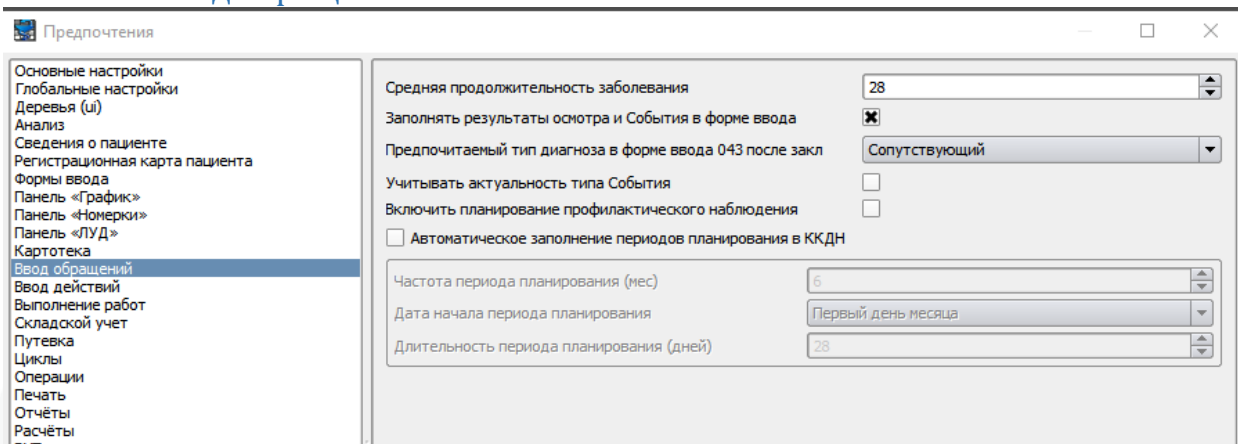 Предпочтения
Основные настройки
Глобальные настройки
Деревья (ui)
Анализ
Сведения о пациенте
Регистрационная карта пациента
Формы ввода
Панель «График»
Панель «Номерки»
Панель «ЛУД»
Картотека
Ввод обращений
Ввод действий
Выполнение работ
Складской учет
Путевка
Циклы
Операции
Печать
Отчёты
Расчёты
Средняя продолжительность заболевания 28
Заполнять результаты осмотра и События в форме ввода
Предпочитаемый тип диагноза в форме ввода 043 после закл Сопутствующий
Учитывать актуальность типа События
Включить планирование профилактического наблюдения
Автоматическое заполнение периодов планирования в ККДН
Частота периода планирования (мес) 6
Дата начала периода планирования Первый день месяца
Длительность периода планирования (дней) 28